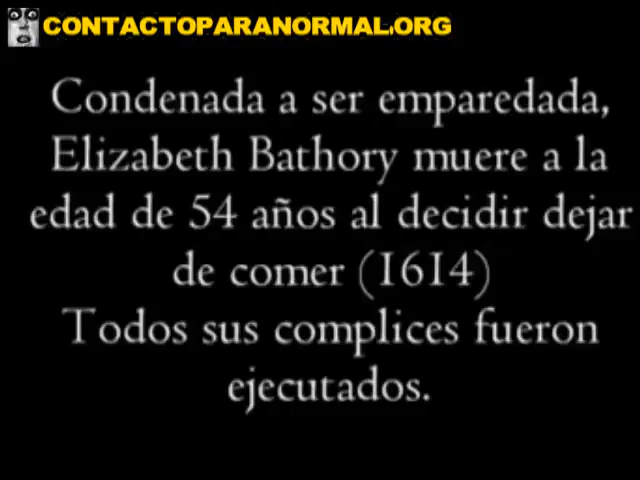 CONTACTOPARANORMAL.ORG
Condenada a ser emparedada,
Elizabeth Bathory muere a la
edad de 54 años al decidir dejar
de comer (1614)
Todos sus complices fueron
ejecutados.